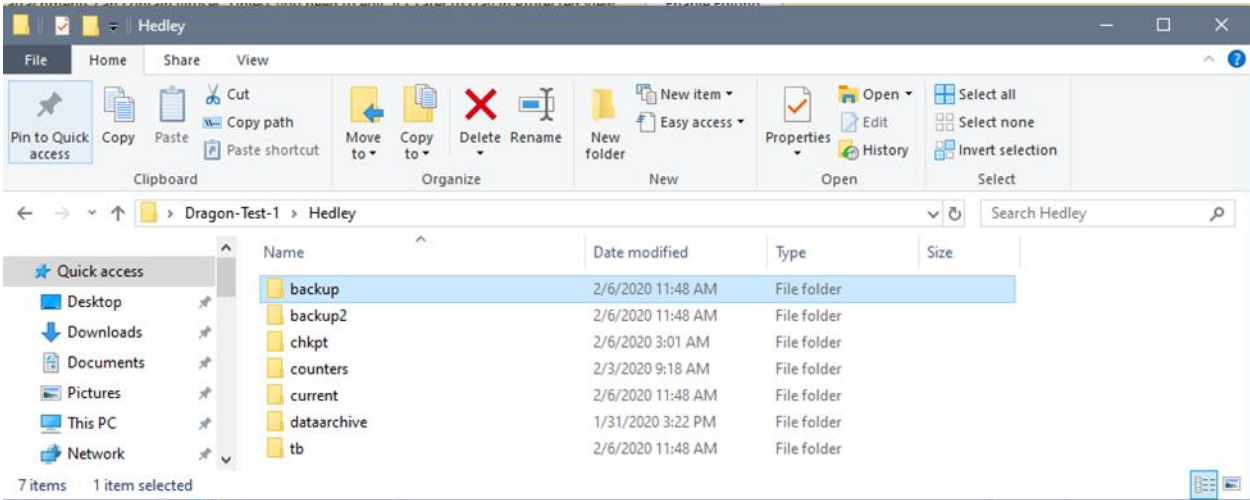 Hedley
File Home Share View
Pin to Quick access
Copy
Paste
Cut
Copy path
Paste shortcut
Clipboard
Move to
Copy to
Delete
Rename
Organize
New folder
New item
Easy access
New
Properties
Open
Edit
History
Open
Select all
Select none
Invert selection
Select
Dragon-Test-1 > Hedley
Search Hedley
Quick access
Desktop
Downloads
Documents
Pictures
This PC
Network
Name Date modified Type Size
backup 2/6/2020 11:48 AM File folder
backup2 2/6/2020 11:48 AM File folder
chkpt 2/6/2020 3:01 AM File folder
counters 2/3/2020 9:18 AM File folder
current 2/6/2020 11:48 AM File folder
dataarchive 1/31/2020 3:22 PM File folder
tb 2/6/2020 11:48 AM File folder
7 items 1 item selected